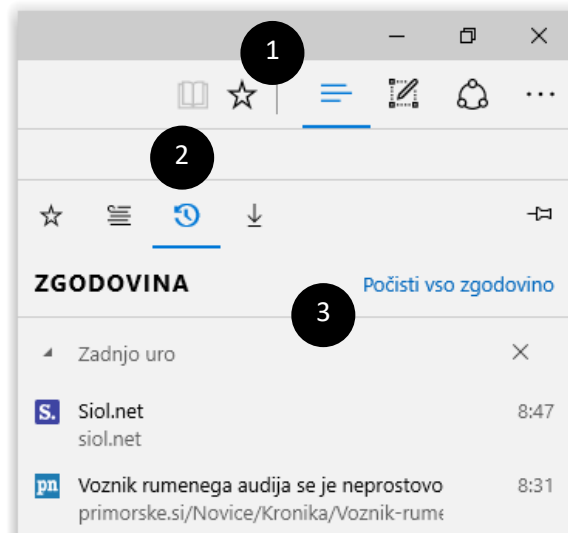 1
2
ZGODOVINA
Počisti vso zgodovino
3
Zadnjo uro
S. Siol.net 8:47
siol.net
pn Voznik rumenega audija se je neprostovo 8:31
primorske.si/Novice/Kronika/Voznik-rume